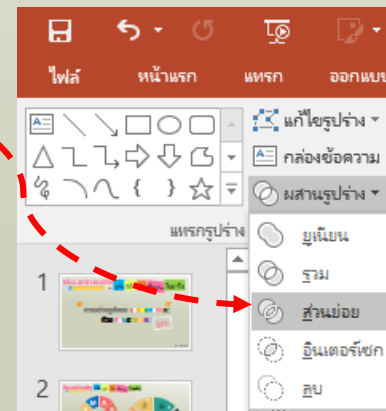 ไฟล์ หน้าแรก แทรก ออกแบบ
แก้ไขรูปร่าง
กล่องข้อความ
ผสานรูปร่าง
แทรกรูปร่าง
ยูเนียน
รวม
ส่วนย่อย
อินเตอร์เซก
ลบ
1
2